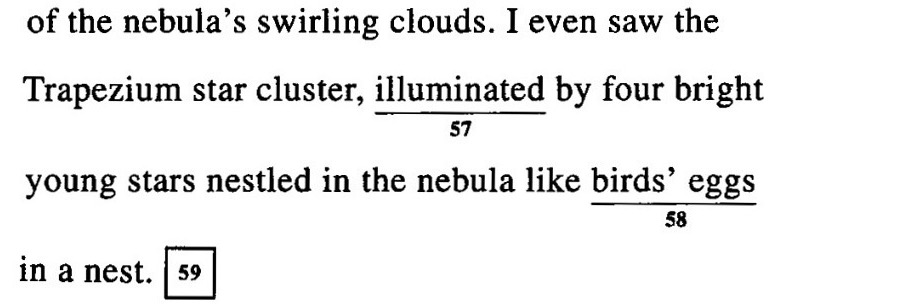 of the nebula’s swirling clouds. I even saw the
Trapezium star cluster, illuminated by four bright
57
young stars nestled in the nebula like birds’ eggs
58
in a nest. 59